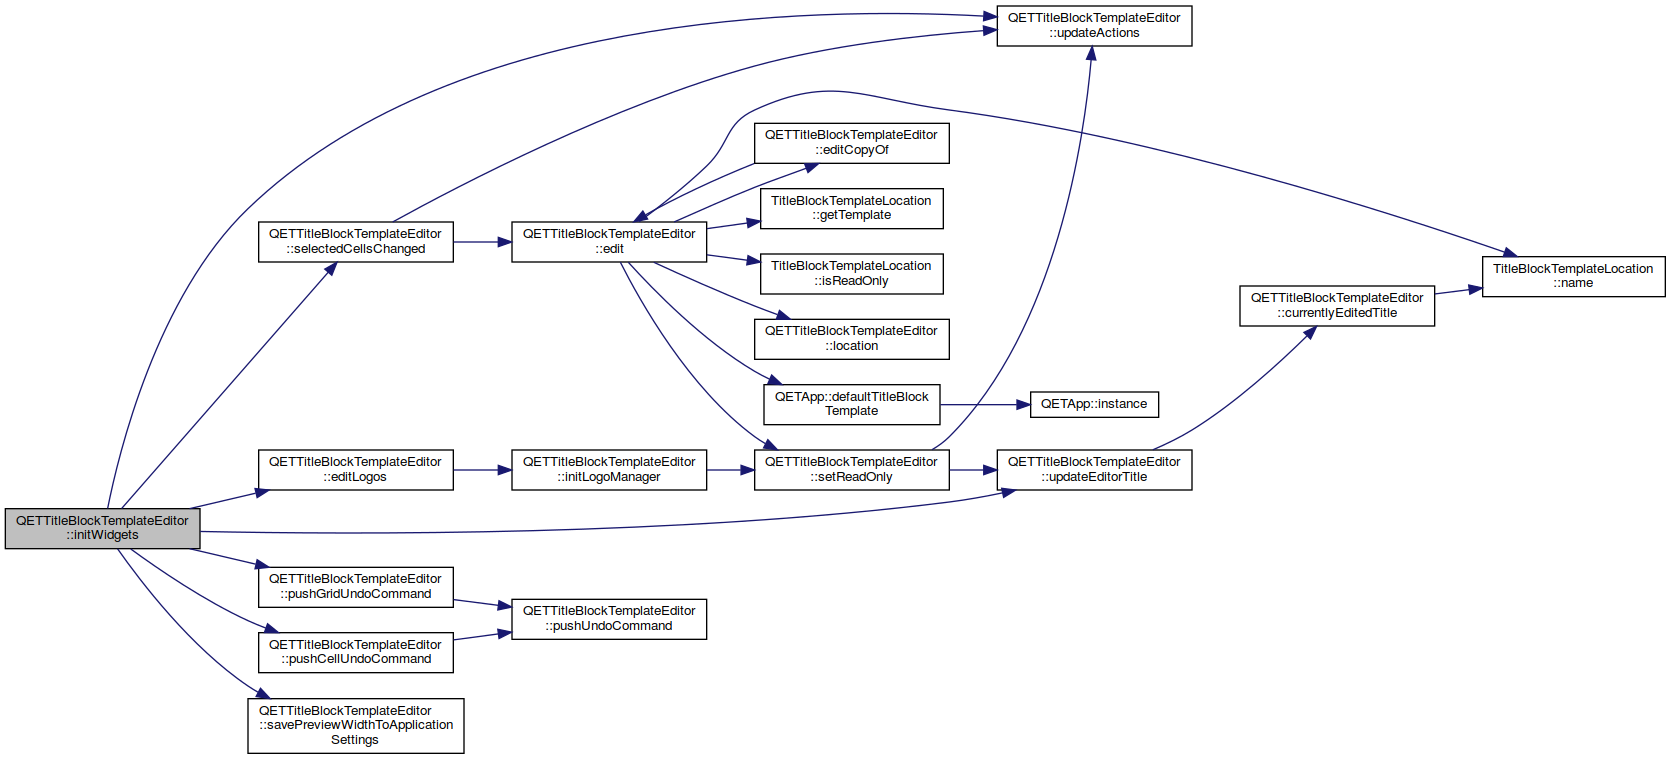 QETTitleBlockTemplateEditor
::updateActions
QETTitleBlockTemplateEditor
::editCopyOf
TitleBlockTemplateLocation
::getTemplate
QETTitleBlockTemplateEditor
::selectedCellsChanged
QETTitleBlockTemplateEditor
::edit
TitleBlockTemplateLocation
::isReadOnly
TitleBlockTemplateLocation
::name
QETTitleBlockTemplateEditor
::currentlyEditedTitle
QETTitleBlockTemplateEditor
::location
QETApp::defaultTitleBlock
Template
QETApp::instance
QETTitleBlockTemplateEditor
::editLogos
QETTitleBlockTemplateEditor
::initLogoManager
QETTitleBlockTemplateEditor
::setReadOnly
QETTitleBlockTemplateEditor
::updateEditorTitle
QETTitleBlockTemplateEditor
::initWidgets
QETTitleBlockTemplateEditor
::pushGridUndoCommand
QETTitleBlockTemplateEditor
::pushUndoCommand
QETTitleBlockTemplateEditor
::pushCellUndoCommand
QETTitleBlockTemplateEditor
::savePreviewWidthToApplication
Settings